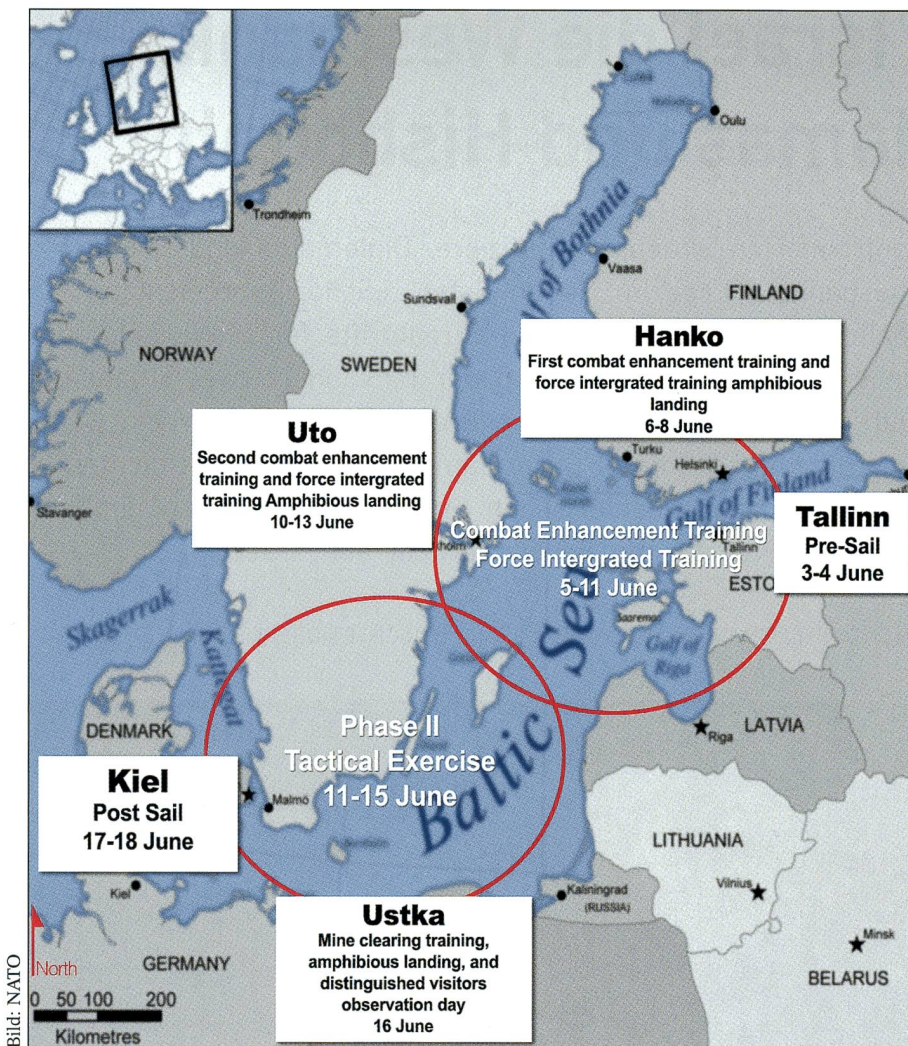 Oulu
Trondheim
Gulf of Bothnia
Vaasa
Sundsvall
FINLAND
NORWAY
SWEDEN
Hanko
First combat enhancement training and
force intergrated training amphibious
landing
6-8 June
Uto
Second combat enhancement
training and force intergrated
training Amphibious landing
10-13 June
Turku
Helsinki
Gulf of Finland
Stavanger
Combat Enhancement Training
Force Intergrated Training
5-11 June
Tallinn
Pre-Sail
3-4 June
Tallinn
ESTO
Saaremaa
Gulf of
Riga
Skagerrak
Kattegat
Baltic Sea
DENMARK
Phase II
Tactical Exercise
11-15 June
LATVIA
Riga
Kiel
Post Sail
17-18 June
Malmö
LITHUANIA
Vilnius
Kiel
Kaliningrad
(RUSSIA)
Ustka
Mine clearing training,
amphibious landing, and
distinguished visitors
observation day
16 June
Minsk
BELARUS
GERMANY
North
0 50 100 200
Kilometres
Bild: NATO